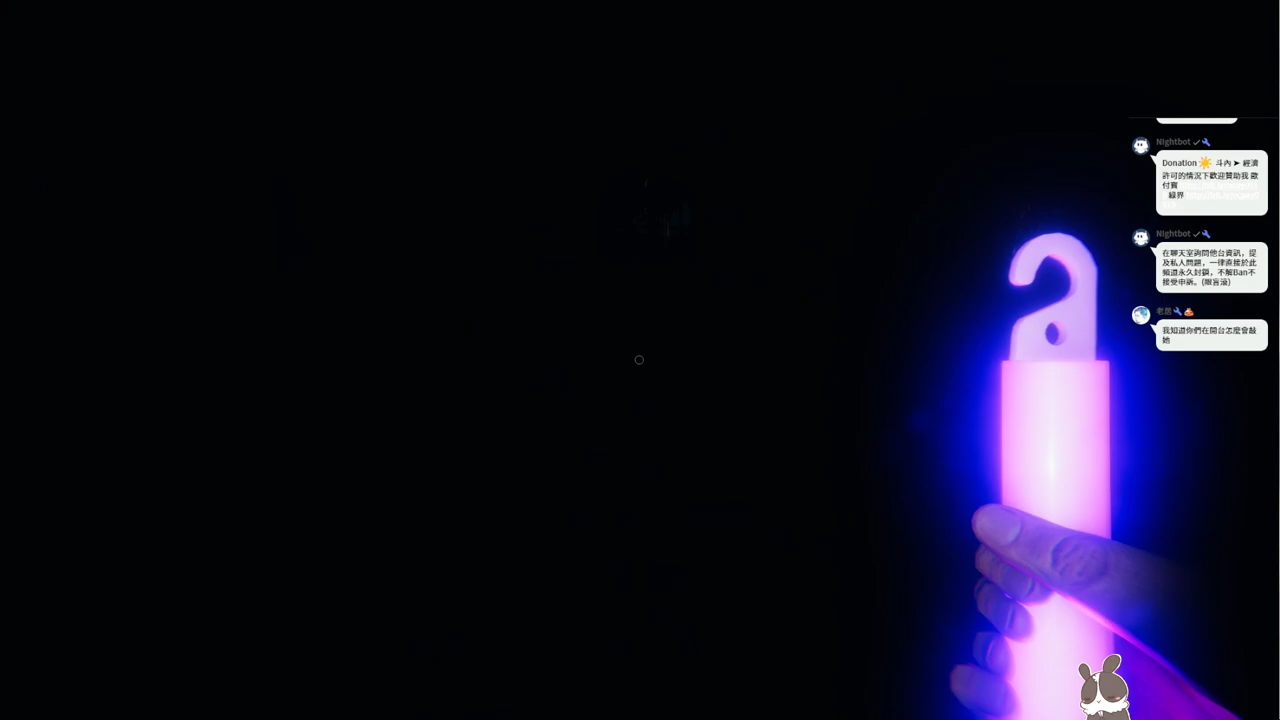 Nightbot
Donation ☀️ 斗內 ➤ 經濟
許可的情況下歡迎贊助我 歐
付寶
綠界
Nightbot
在聊天室詢問他台資訊，提
及私人問題，一律直接於此
頻道永久封鎖，不解Ban不
接受申訴。(眼盲遠)
我知道你們在開台怎麼會敲
她